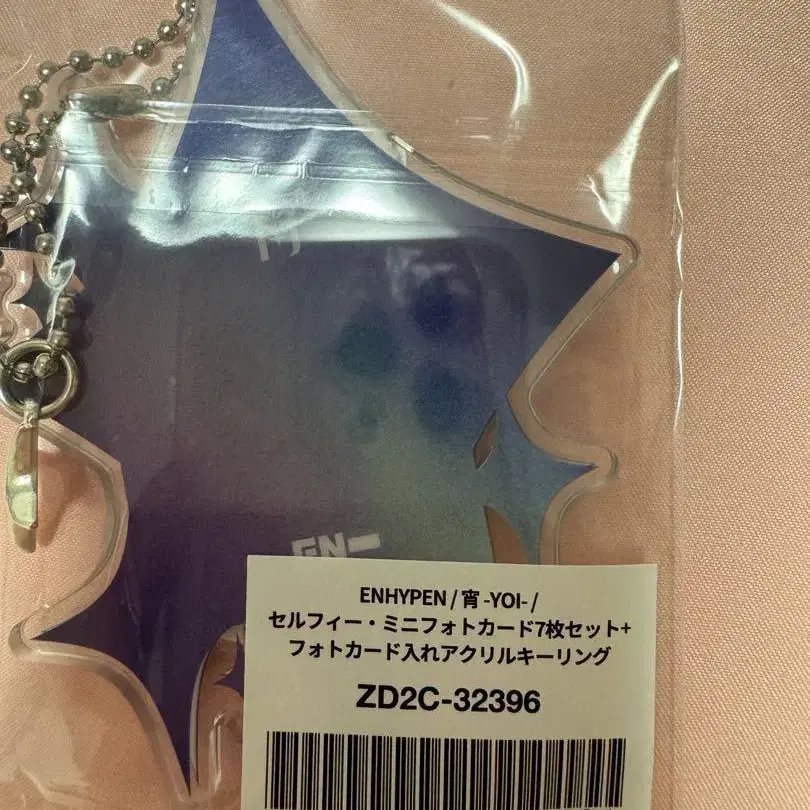 EN-
ENHYPEN / 宵 -YOI- /
セルフィー・ミニフォトカード7枚セット+
フォトカード入れアクリルキーリング
ZD2C-32396